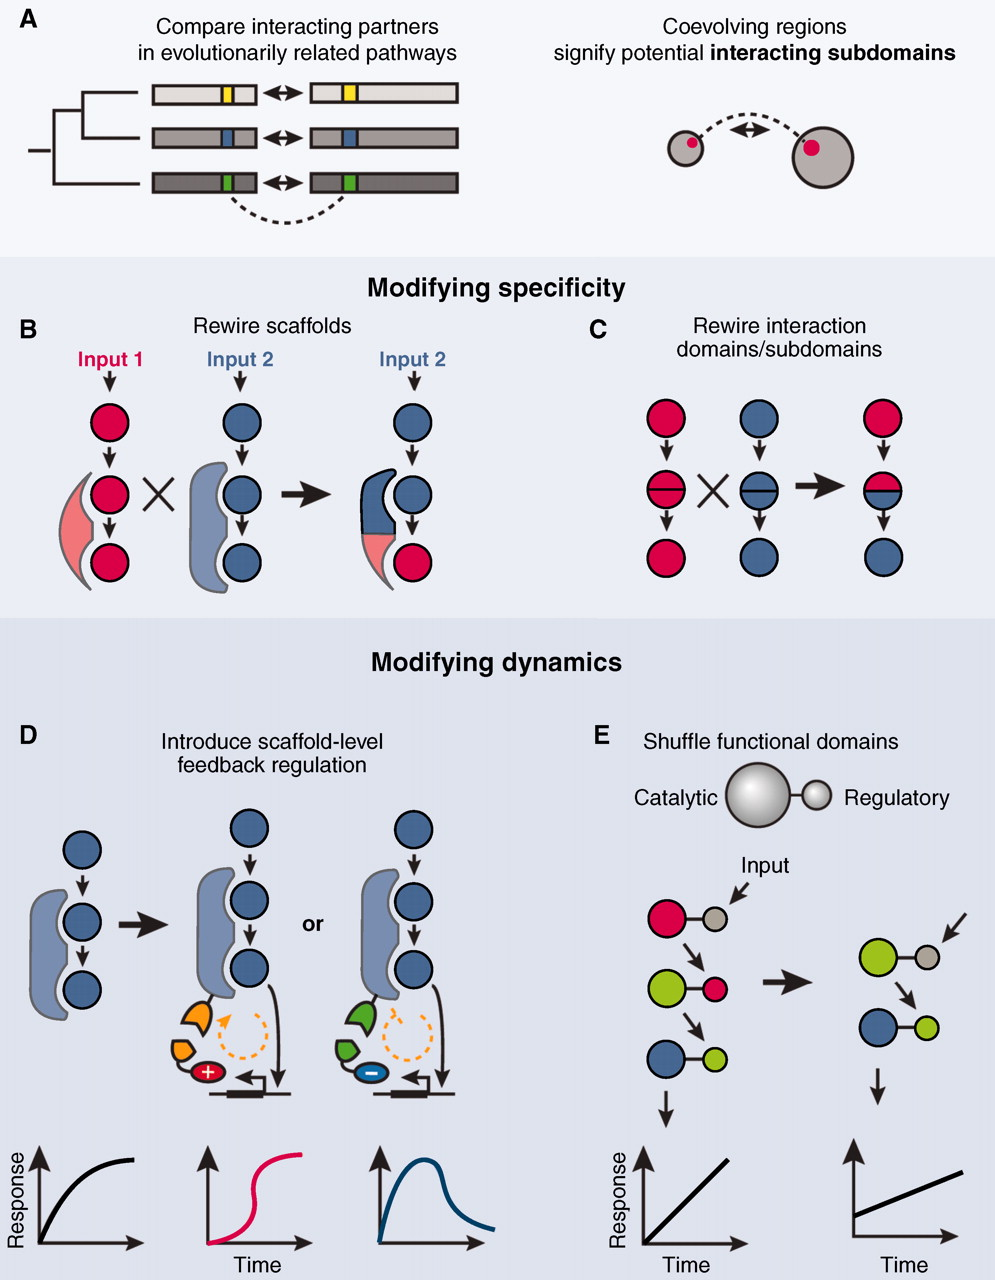 A
Compare interacting partners
in evolutionarily related pathways
Coevolving regions
signify potential interacting subdomains
Modifying specificity
B
Rewire scaffolds
Input 1
Input 2
Input 2
C
Rewire interaction
domains/subdomains
Modifying dynamics
D
Introduce scaffold-level
feedback regulation
or
+
–
Response
Time
E
Shuffle functional domains
Catalytic
Regulatory
Input
Response
Time
Time